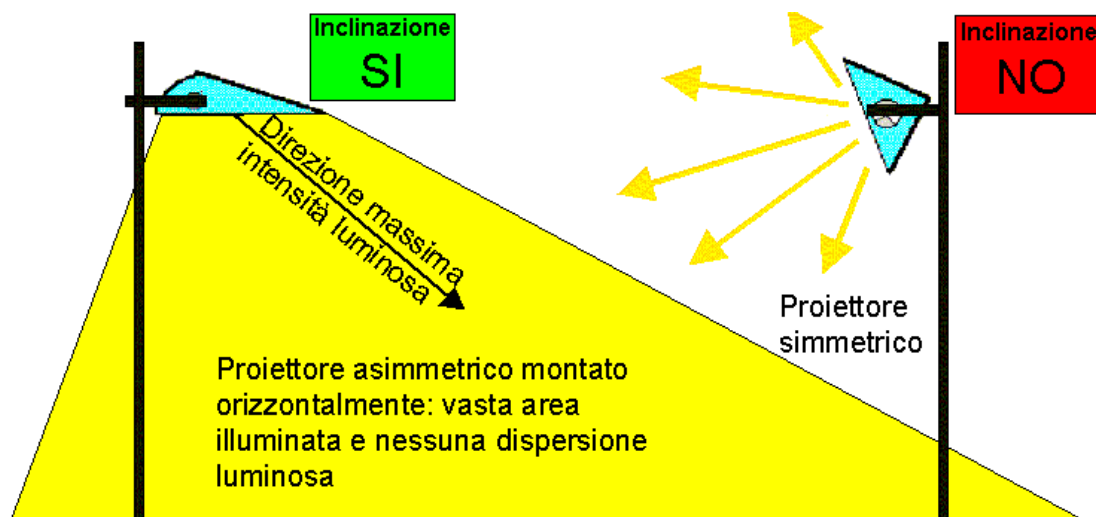 Inclinazione
SI
Inclinazione
NO
Direzione massima
intensità luminosa
Proiettore
simmetrico
Proiettore asimmetrico montato
orizzontalmente: vasta area
illuminata e nessuna dispersione
luminosa